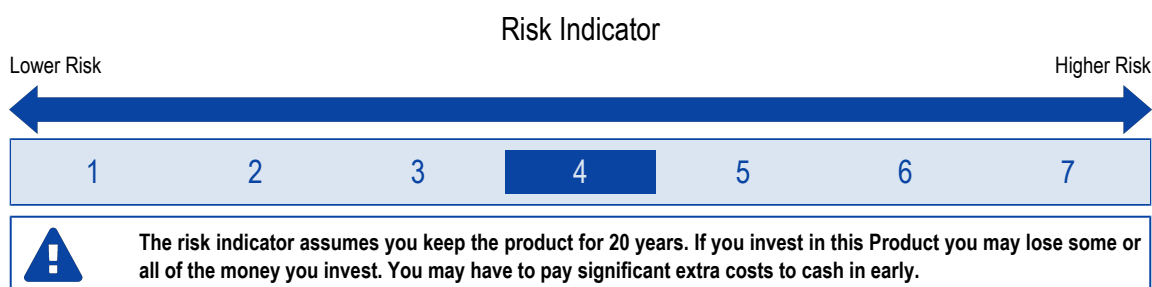 Risk Indicator
Lower Risk
Higher Risk
1 2 3 4 5 6 7
The risk indicator assumes you keep the product for 20 years. If you invest in this Product you may lose some or
all of the money you invest. You may have to pay significant extra costs to cash in early.